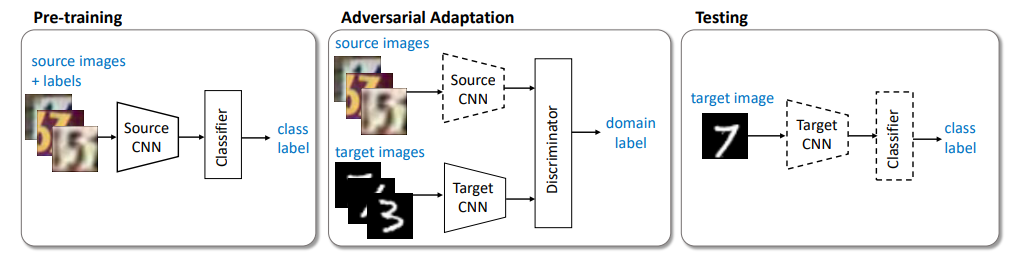 Pre-training
source images
+ labels
Source
CNN
Classifier
class
label
Adversarial Adaptation
source images
Source
CNN
target images
Target
CNN
Discriminator
domain
label
Testing
target image
7
Target
CNN
Classifier
class
label